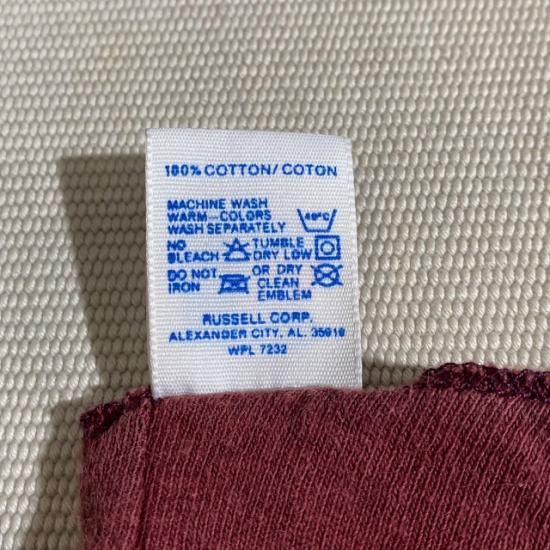 100% COTTON/COTON
MACHINE WASH
WARM-COLORS
WASH SEPARATELY
40°C
NO BLEACH TUMBLE DRY LOW
DO NOT IRON OR DRY CLEAN EMBLEM
RUSSELL CORP.
ALEXANDER CITY, AL. 35010
WPL 7232